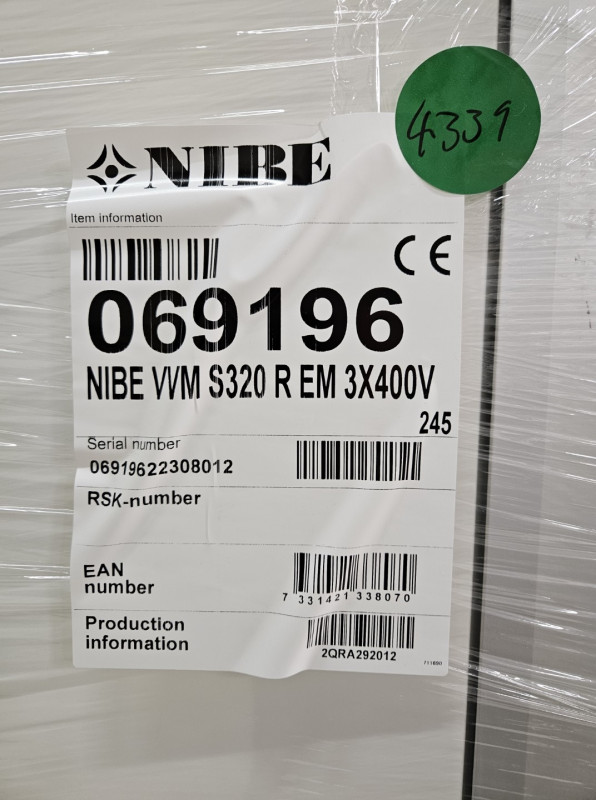 4339
NIBE
Item information
CE
069196
NIBE VVM S320 R EM 3X400V
245
Serial number
06919622308012
RSK-number
EAN
number
7 331421 338070
Production
information
2QRA292012